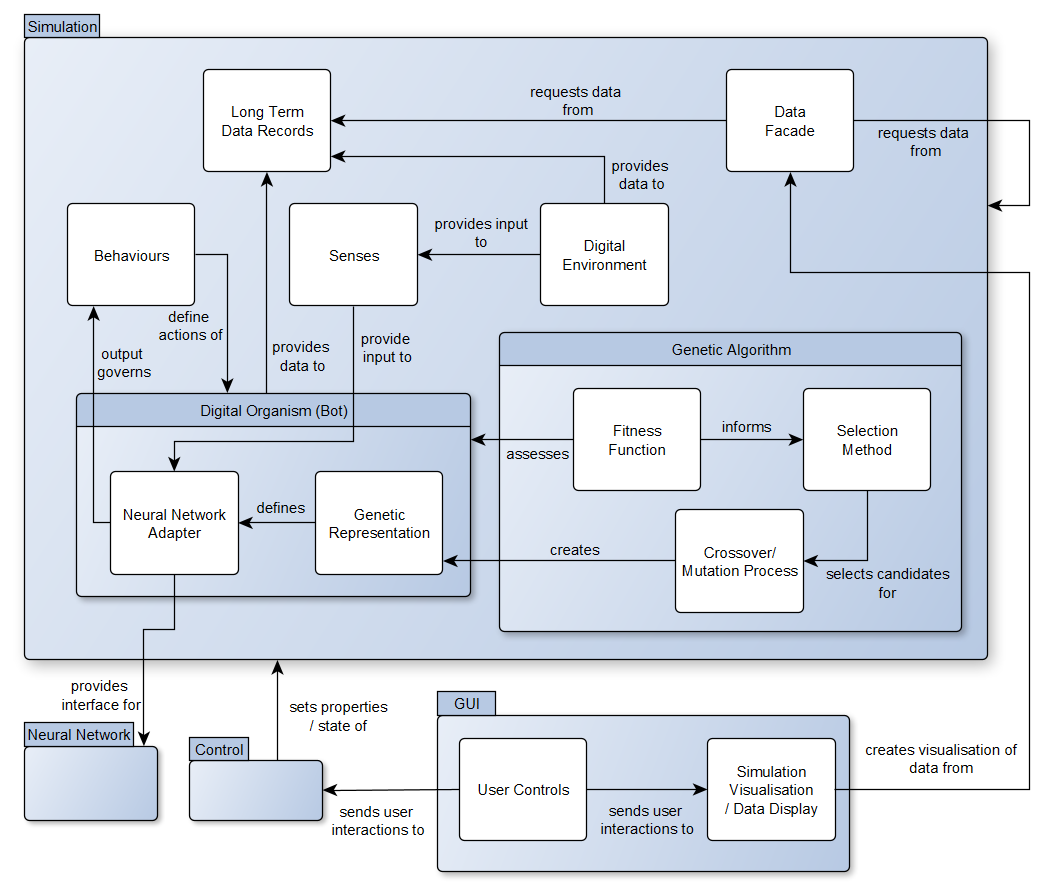 Simulation
Long Term
Data Records
requests data
from
Data
Facade
requests data
from
provides
data to
Behaviours
Senses
provides input
to
Digital
Environment
define
actions of
output
governs
provides
data to
provide
input to
Genetic Algorithm
Digital Organism (Bot)
Fitness
Function
informs
Selection
Method
assesses
Neural Network
Adapter
defines
Genetic
Representation
creates
Crossover/
Mutation Process
selects candidates
for
provides
interface for
sets properties
/ state of
Neural Network
Control
GUI
User Controls
Simulation
Visualisation
/ Data Display
creates visualisation of
data from
sends user
interactions to
sends user
interactions to